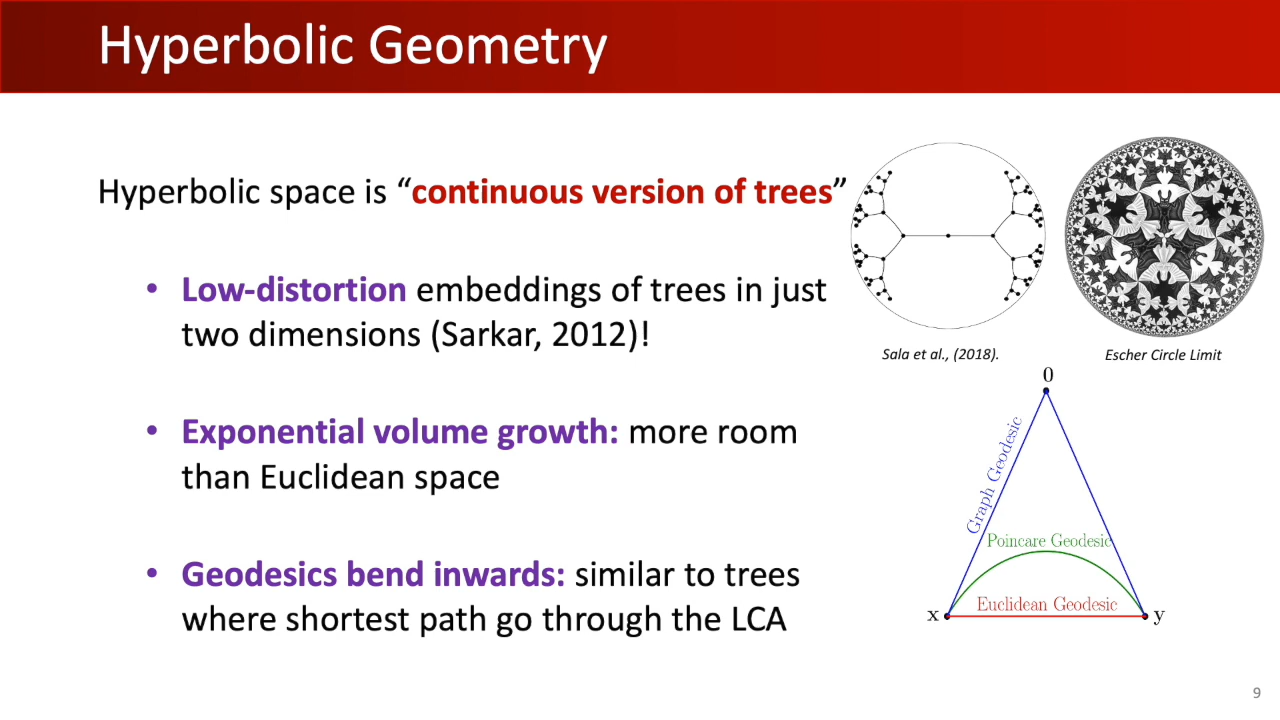 Hyperbolic Geometry
Hyperbolic space is “continuous version of trees”
• Low-distortion embeddings of trees in just
two dimensions (Sarkar, 2012)!
• Exponential volume growth: more room
than Euclidean space
• Geodesics bend inwards: similar to trees
where shortest path go through the LCA
Sala et al., (2018).
Escher Circle Limit
0
Graph Geodesic
Poincare Geodesic
Euclidean Geodesic
x
y
9